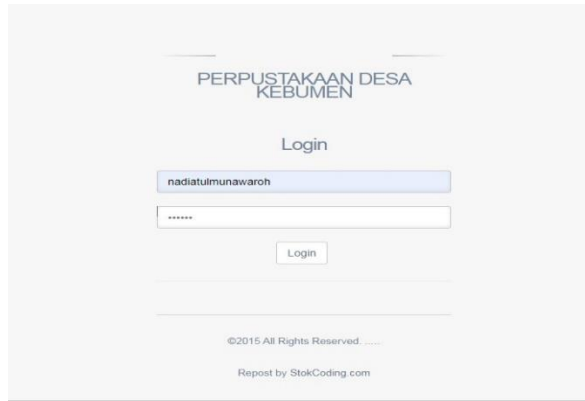 PERPUSTAKAAN DESA
KEBUMEN
Login
nadiatulmunawaroh
••••••
Login
©2015 All Rights Reserved. ......
Repost by StokCoding.com